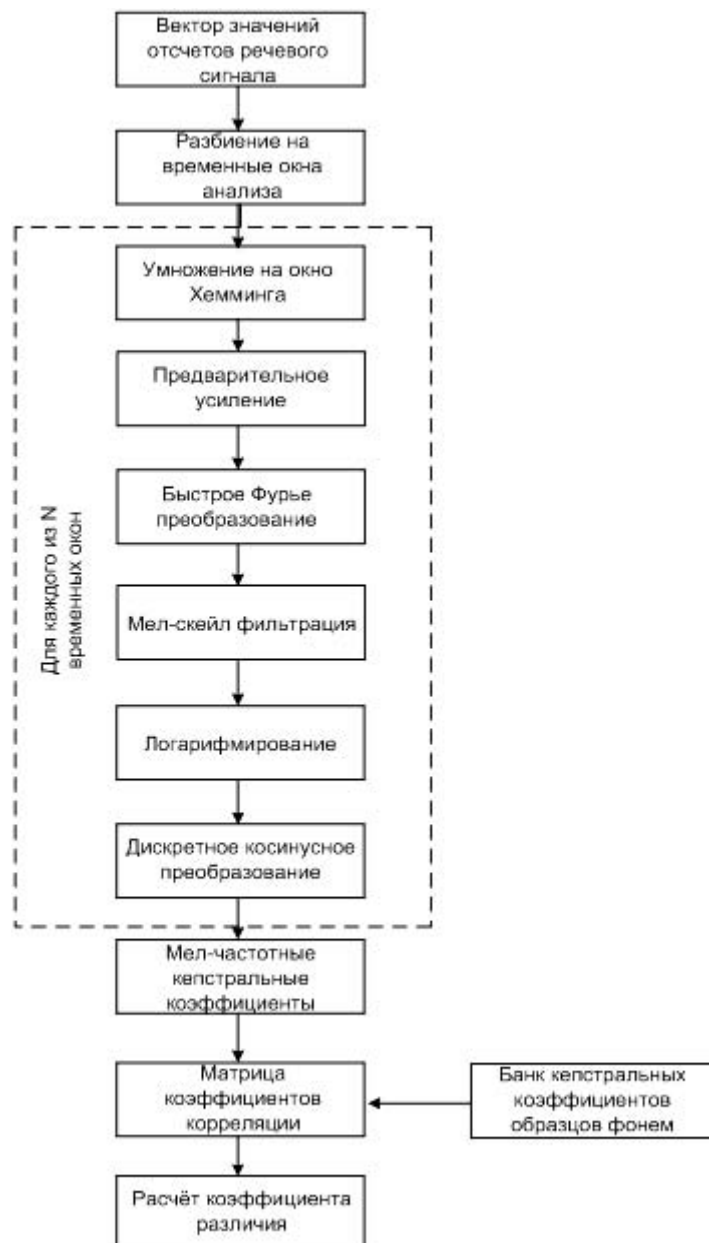 Вектор значений
отсчетов речевого
сигнала
Разбиение на
временные окна
анализа
Умножение на окно
Хемминга
Предварительное
усиление
Быстрое Фурье
преобразование
Для каждого из N
временных окон
Мел-скейл фильтрация
Логарифмирование
Дискретное косинусное
преобразование
Мел-частотные
кепстральные
коэффициенты
Матрица
коэффициентов
корреляции
Банк кепстральных
коэффициентов
образцов фонем
Расчёт коэффициента
различия